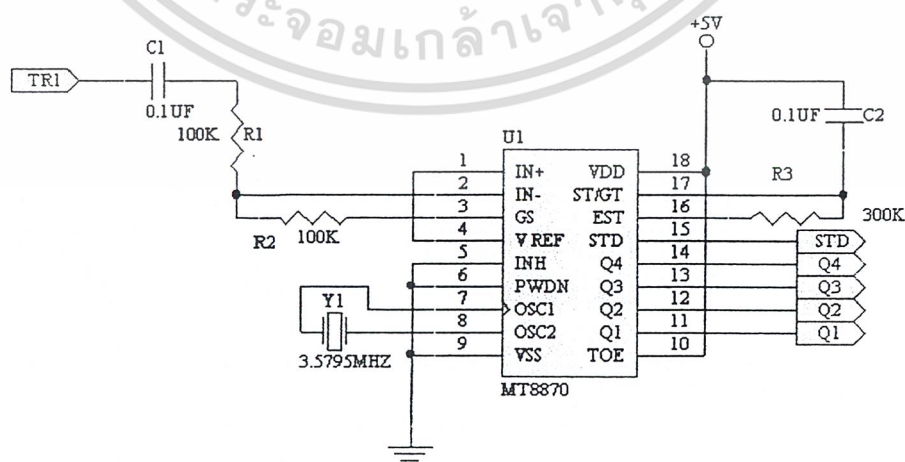 ระจอมเกล้าเจ้า
+5V
C1
TR1
0.1UF
100K R1
0.1UF C2
U1
1 IN+ VDD 18
2 IN- ST/GT 17
3 GS EST 16
4 V REF STD 15
5 INH Q4 14
6 PWDN Q3 13
7 OSC1 Q2 12
8 OSC2 Q1 11
9 VSS TOE 10
R3
300K
R2 100K
STD
Q4
Q3
Q2
Q1
Y1
3.5795MHZ
MT8870